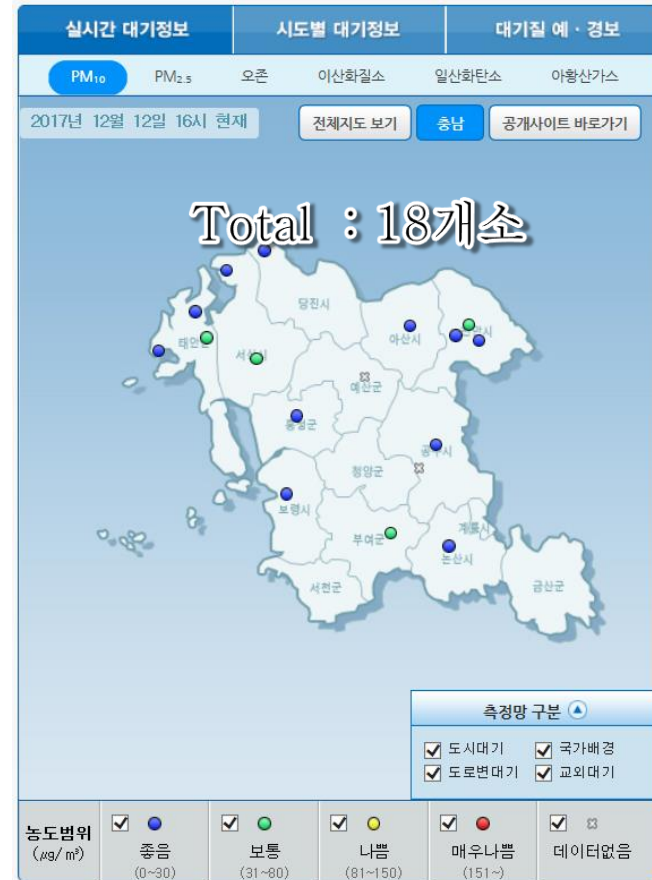 실시간 대기정보 시도별 대기정보 대기질 예 · 경보
PM₁₀ PM₂.₅ 오존 이산화질소 일산화탄소 아황산가스
2017년 12월 12일 16시 현재 전체지도 보기 충남 공개사이트 바로가기
Total : 18개소
당진시
아산시
태안
예산군
공주시
청양군
보령시
계룡시
부여군
논산시
서천군
금산군
측정망 구분
도시대기 국가배경
도로변대기 교외대기
농도범위
(㎍/㎥)
좋음 보통 나쁨 매우나쁨 데이터없음
(0~30) (31~80) (81~150) (151~)